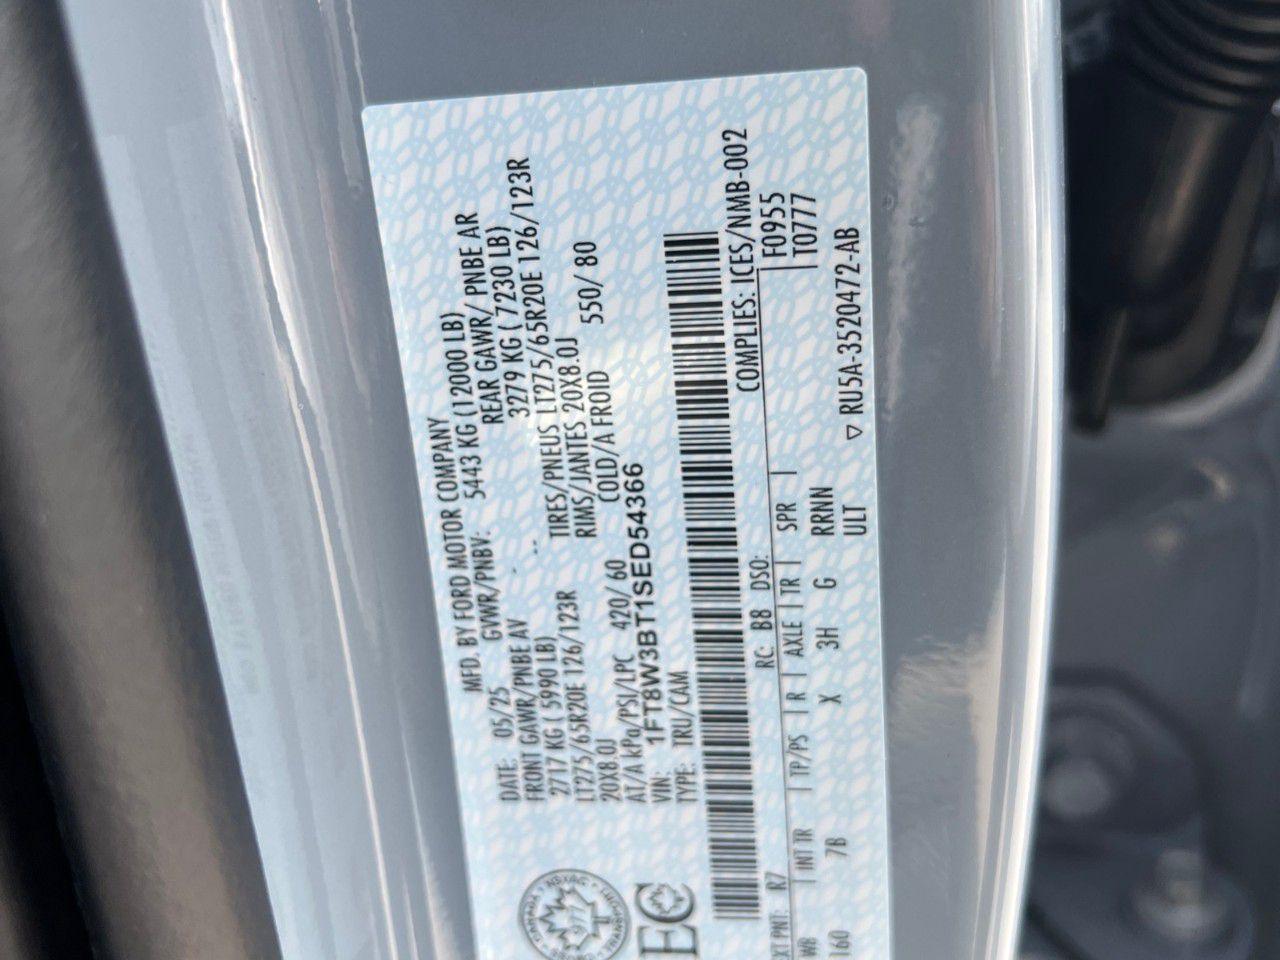 MFD. BY FORD MOTOR COMPANY
DATE: 05/25 GVWR/PNBV: 5443 KG (12000 LB)
FRONT GAWR/PNBE AV REAR GAWR/ PNBE AR
2717 KG ( 5990 LB) 3279 KG ( 7230 LB)
LT275/65R20E 126/123R TIRES/PNEUS LT275/65R20E 126/123R
20X8.0J RIMS/JANTES 20X8.0J
AT/A kPa/PSI/LPC 420/60 COLD/A FROID 550/ 80
VIN: 1FT8W3BT1SED54366
TYPE: TRU/CAM
COMPLIES: ICES/NMB-002
EXT PNT: R7 RC: B8 DSO: F0955
WB INT TR TP/PS R AXLE TR SPR T0777
160 7B X 3H G RRNN
ULT ▽ RU5A-3520472-AB
CANADA
977
TRANSPORT
EC